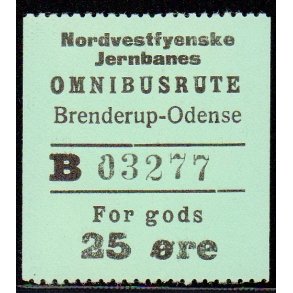 Nordvestfyenske
Jernbanes
OMNIBUSRUTE
Brenderup-Odense
B 03277
For gods
25 øre